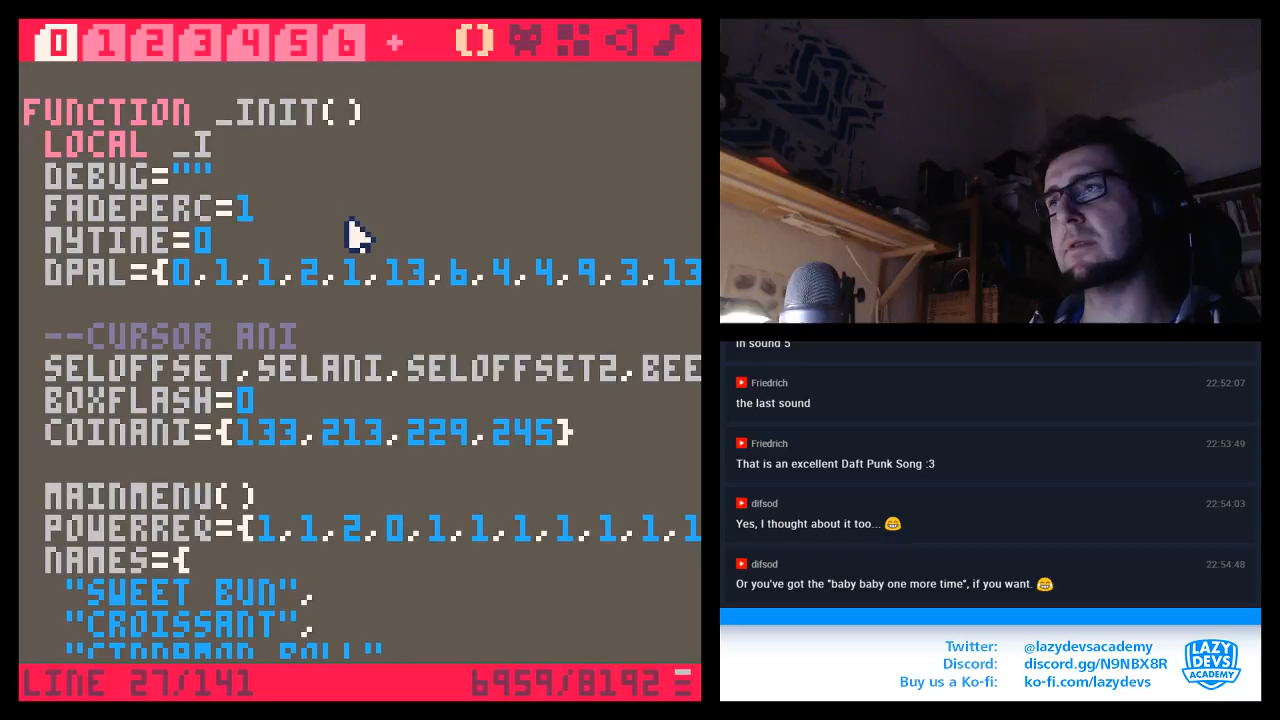 0 1 2 3 4 5 6 +
FUNCTION _INIT()
LOCAL _I
DEBUG=""
FADEPERC=1
MYTIME=0
DPAL={0,1,1,2,1,13,6,4,4,9,3,13
--CURSOR ANI
SELOFFSET,SELANI,SELOFFSET2,BEE
BOXFLASH=0
COINANI={133,213,229,245}
MAINMENU()
POWERREQ={1,1,2,0,1,1,1,1,1,1,1
NAMES={
"SWEET BUN",
"CROISSANT",
"CINNAMON ROLL"
LINE 27/141 6959/8192
In sound 5
Friedrich 22:52:07
the last sound
Friedrich 22:53:49
That is an excellent Daft Punk Song :3
difsod 22:54:03
Yes, I thought about it too... 😁
difsod 22:54:48
Or you've got the "baby baby one more time", if you want. 😁
Twitter: @lazydevsacademy
Discord: discord.gg/N9NBX8R
Buy us a Ko-fi: ko-fi.com/lazydevs
LAZY DEVS ACADEMY